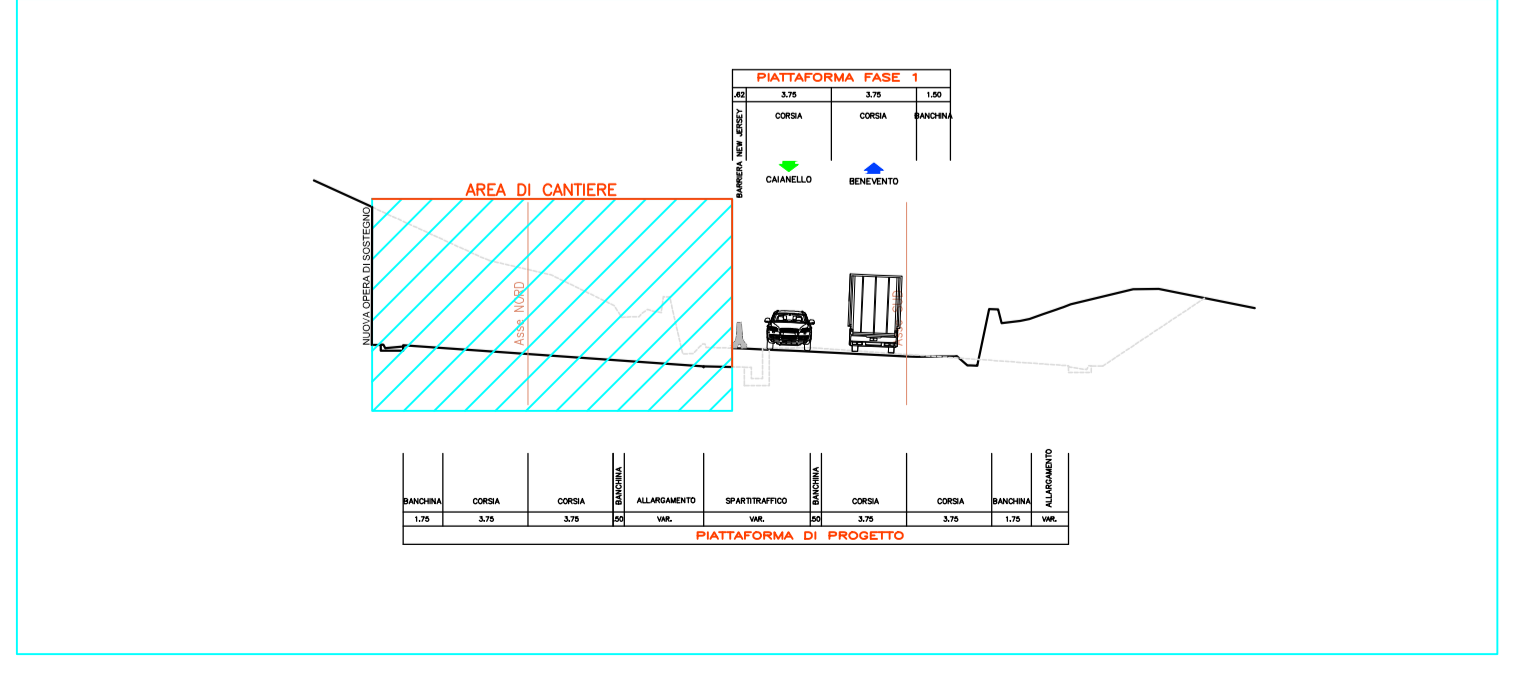 PIATTAFORMA FASE 1
.62 3.75 3.75 1.50
BARRIERA NEW JERSEY
CORSIA CORSIA BANCHINA
CAIANELLO BENEVENTO
AREA DI CANTIERE
NUOVA OPERA DI SOSTEGNO
Asse NORD
Asse SUD
BANCHINA CORSIA CORSIA BANCHINA ALLARGAMENTO SPARTITRAFFICO BANCHINA CORSIA CORSIA BANCHINA ALLARGAMENTO
1.75 3.75 3.75 .50 VAR. VAR. .50 3.75 3.75 1.75 VAR.
PIATTAFORMA DI PROGETTO